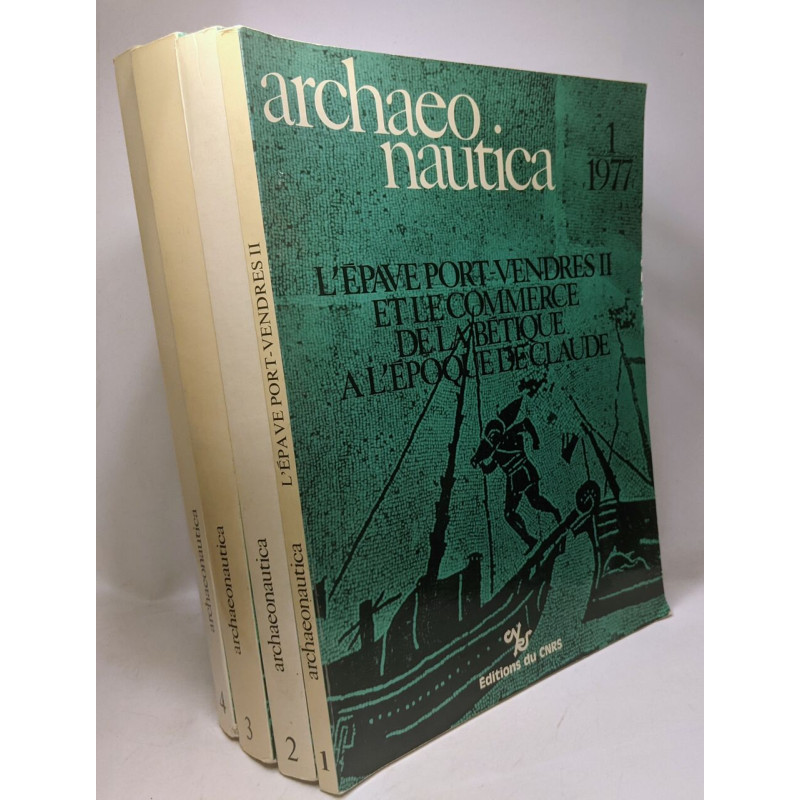 archaeo
nautica
1
1977
L'ÉPAVE PORT-VENDRES II
ET LE COMMERCE
DE LA BÉTIQUE
A L'ÉPOQUE DE CLAUDE
Editions du CNRS
L'ÉPAVE PORT-VENDRES II
archaeonautica
1
archaeonautica
2
archaeonautica
3
archaeonautica
4